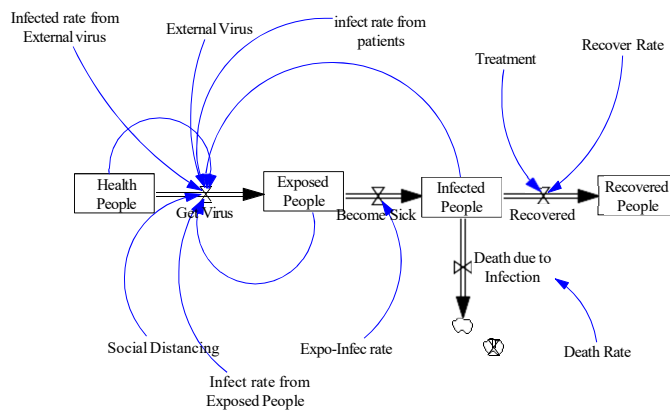 Infected rate from
External virus
External Virus
infect rate from
patients
Treatment
Recover Rate
Health
People
Get Virus
Exposed
People
Become Sick
Infected
People
Recovered
Recovered
People
Death due to
Infection
Social Distancing
Infect rate from
Exposed People
Expo-Infec rate
Death Rate